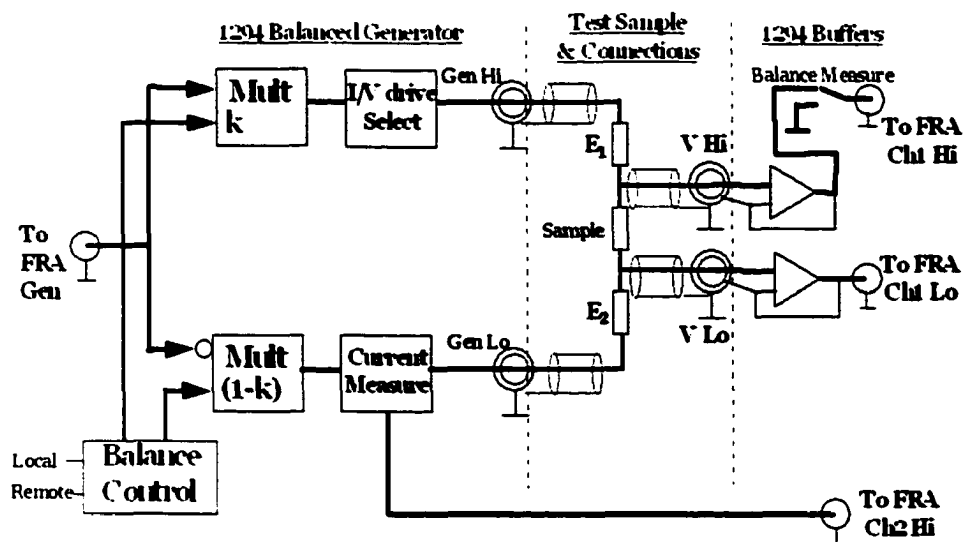 1294 Balanced Generator
Test Sample
& Connections
1294 Buffers
Mult
k
I/V drive
Select
Gen Hi
Balance Measure
To FRA
Ch1 Hi
E1
V Hi
To
FRA
Gen
Sample
To FRA
Ch1 Lo
E2
V Lo
Mult
(1-k)
Current
Measure
Gen Lo
Local
Remote
Balance
Control
To FRA
Ch2 Hi